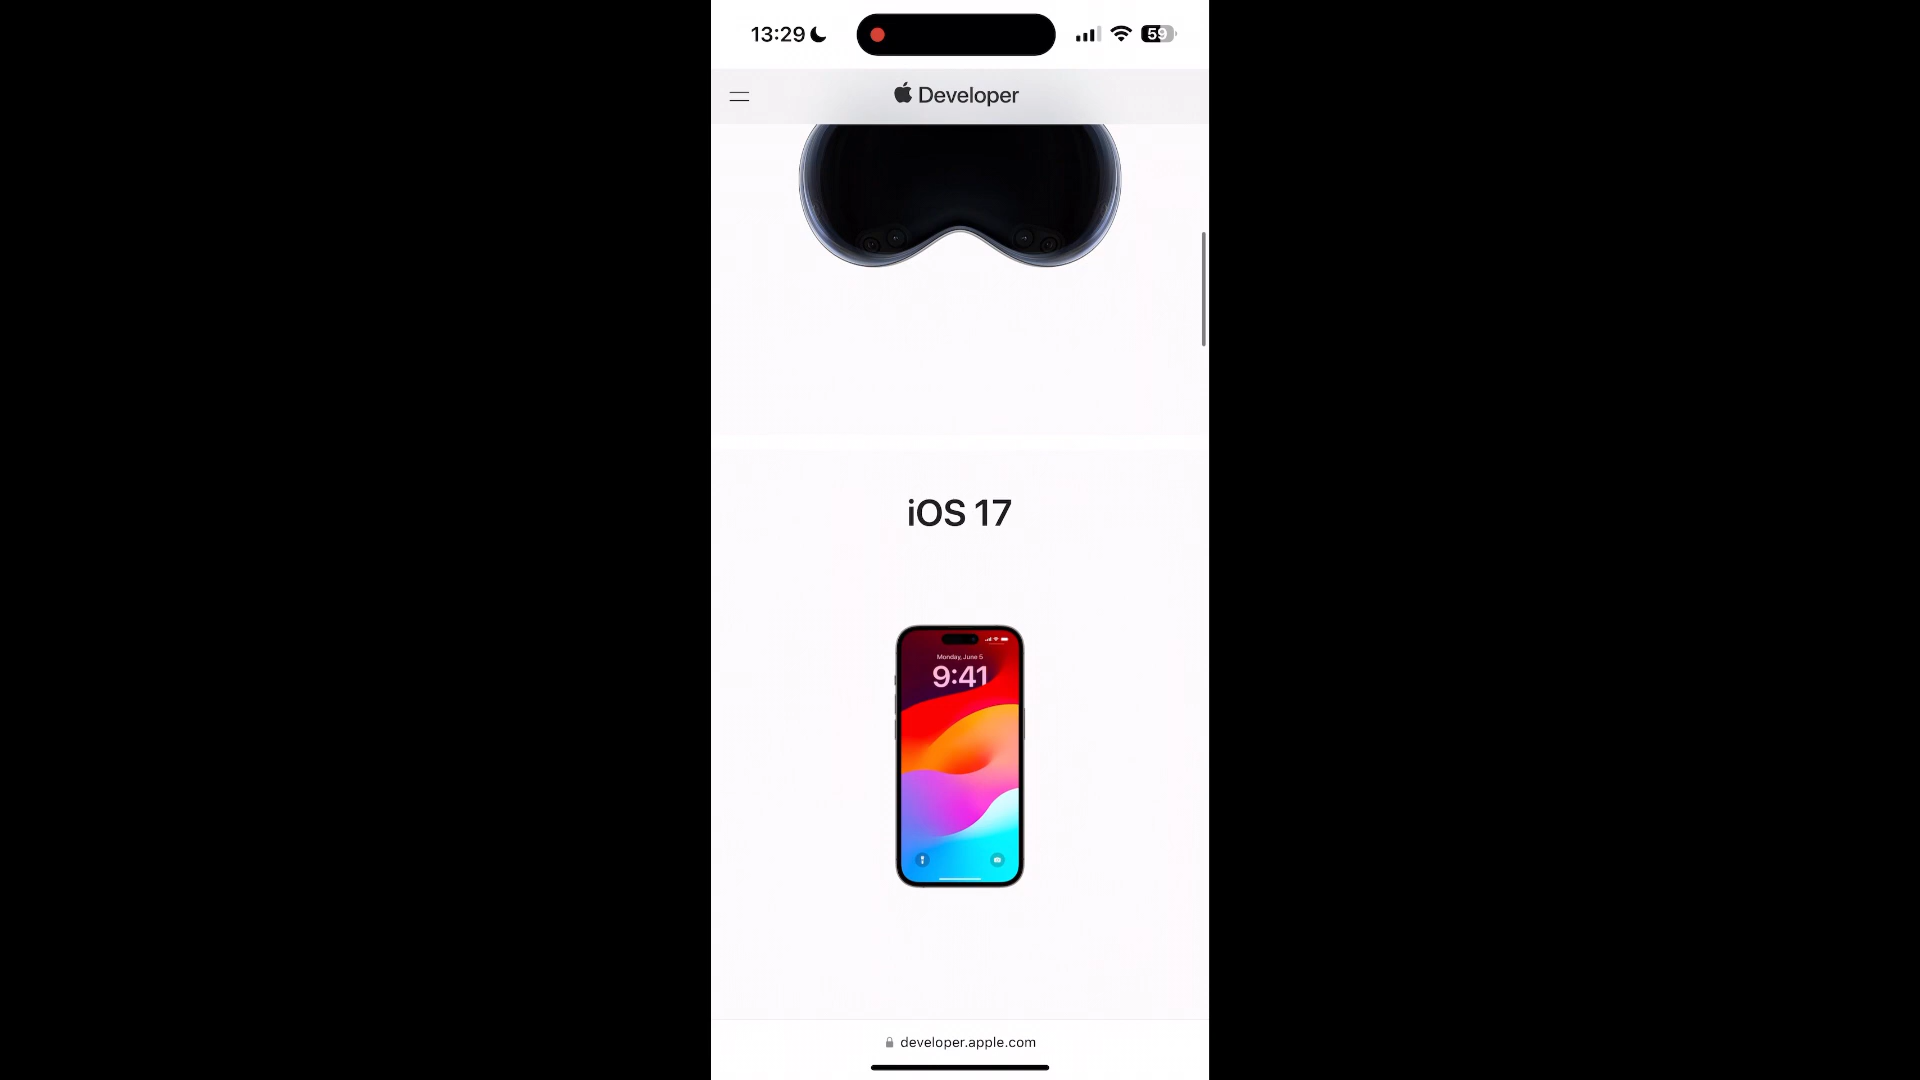 13:29
59
Developer
iOS 17
Monday, June 5
9:41
developer.apple.com